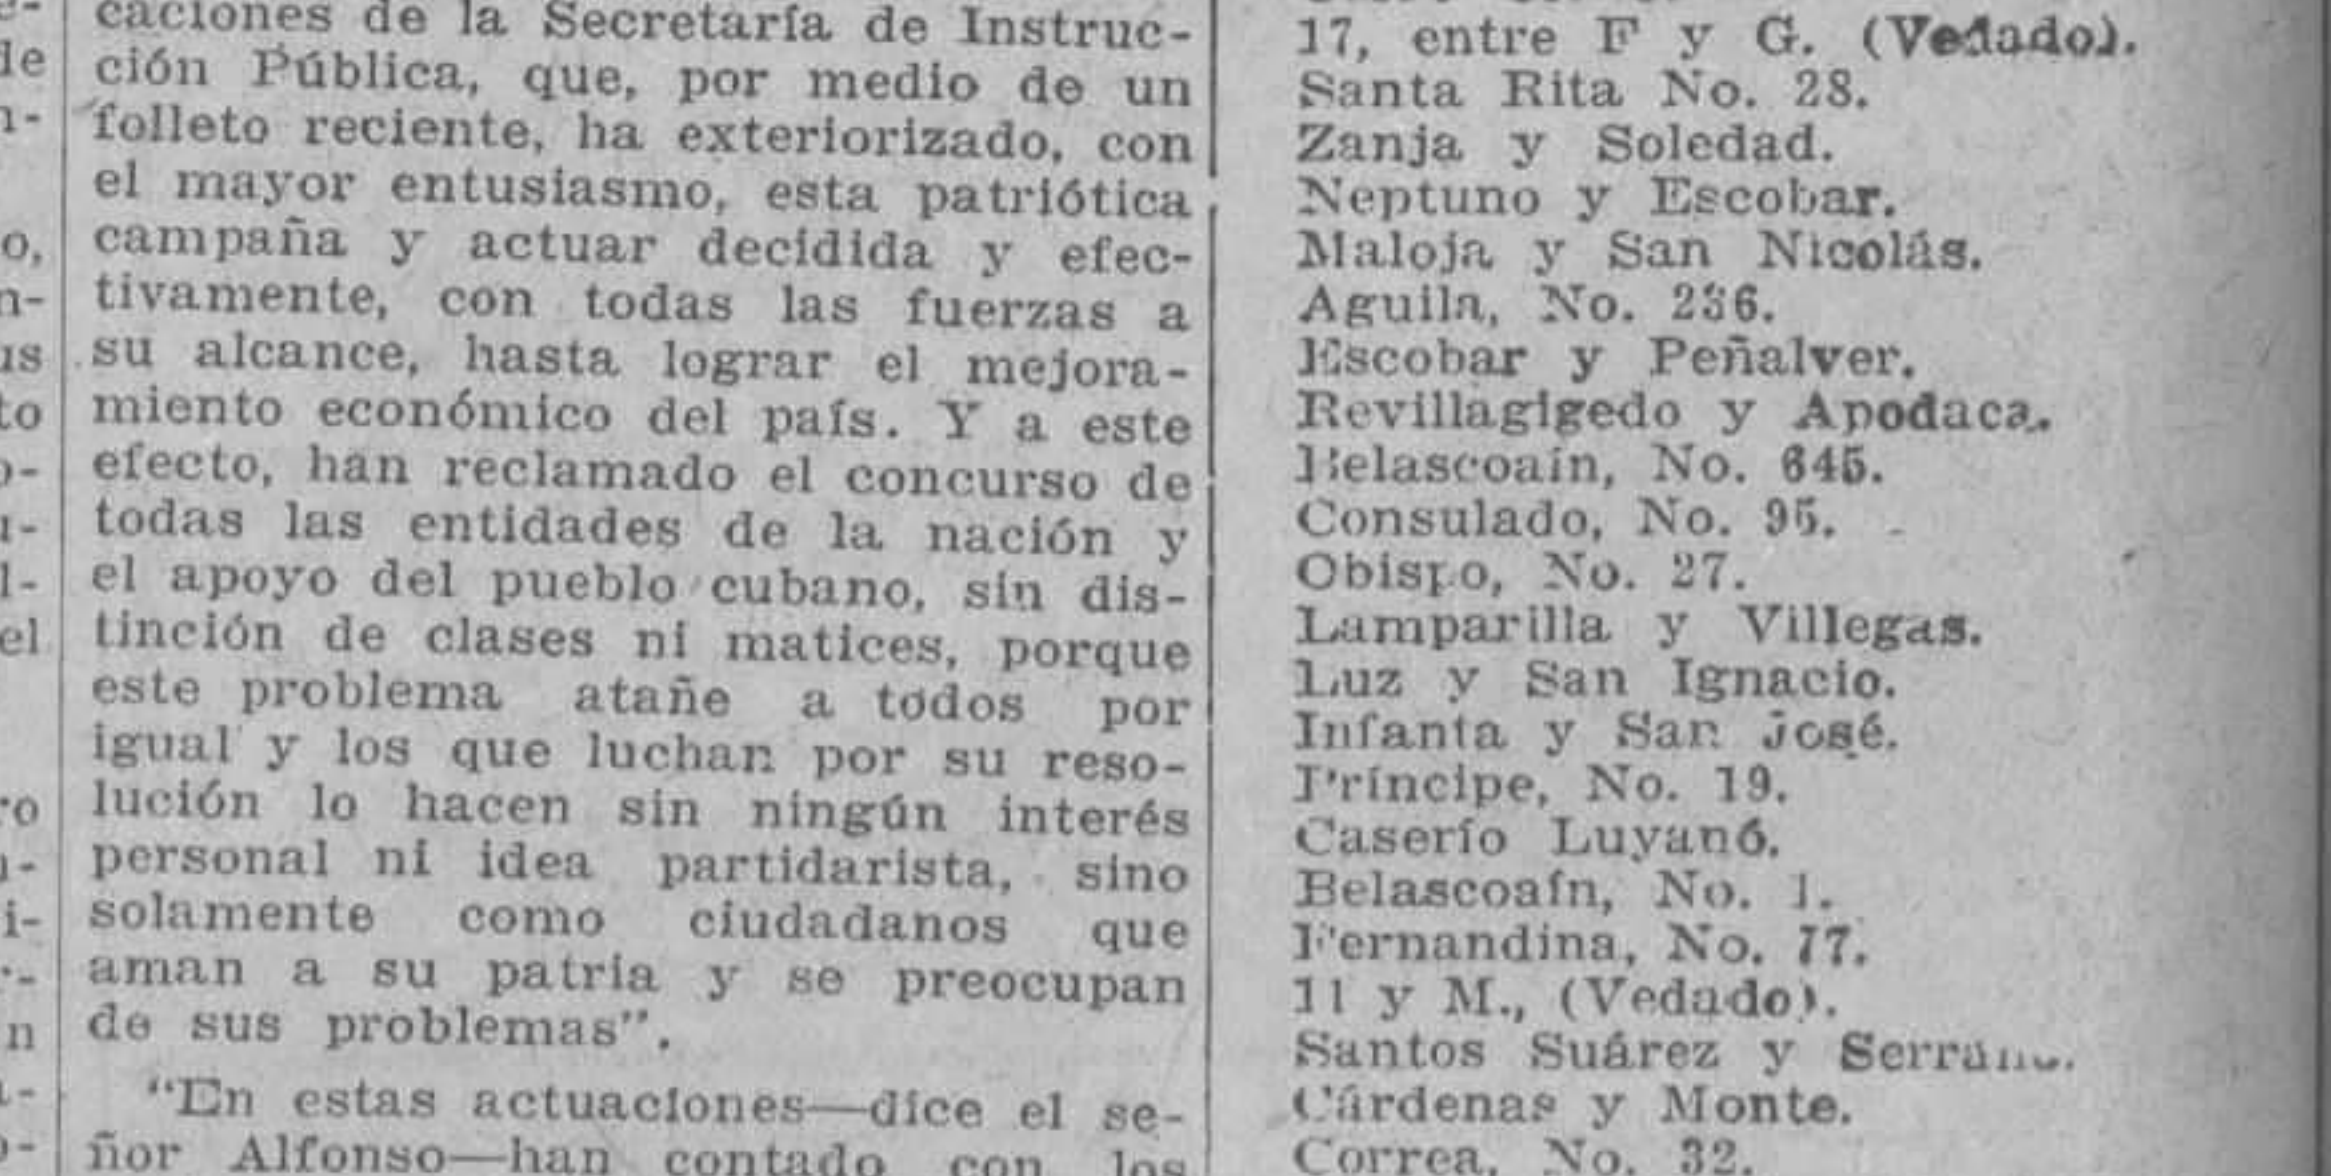 caciones de la Secretaría de Instruc-
ción Pública, que, por medio de un
folleto reciente, ha exteriorizado, con
el mayor entusiasmo, esta patriótica
campaña y actuar decidida y efec-
tivamente, con todas las fuerzas a
su alcance, hasta lograr el mejora-
miento económico del país. Y a este
efecto, han reclamado el concurso de
todas las entidades de la nación y
el apoyo del pueblo cubano, sin dis-
tinción de clases ni matices, porque
este problema atañe a todos por
igual y los que luchan por su reso-
lución lo hacen sin ningún interés
personal ni idea partidarista, sino
solamente como ciudadanos que
aman a su patria y se preocupan
de sus problemas".
"En estas actuaciones—dice el se-
ñor Alfonso—han contado con los
17, entre F y G. (Vedado).
Santa Rita No. 28.
Zanja y Soledad.
Neptuno y Escobar.
Maloja y San Nicolás.
Aguila, No. 236.
Escobar y Peñalver.
Revillagigedo y Apodaca.
Belascoaín, No. 645.
Consulado, No. 95.
Obispo, No. 27.
Lamparilla y Villegas.
Luz y San Ignacio.
Infanta y San José.
Príncipe, No. 19.
Caserío Luyanó.
Belascoaín, No. 1.
Fernandina, No. 77.
11 y M., (Vedado).
Santos Suárez y Serrano.
Cárdenas y Monte.
Correa, No. 32.